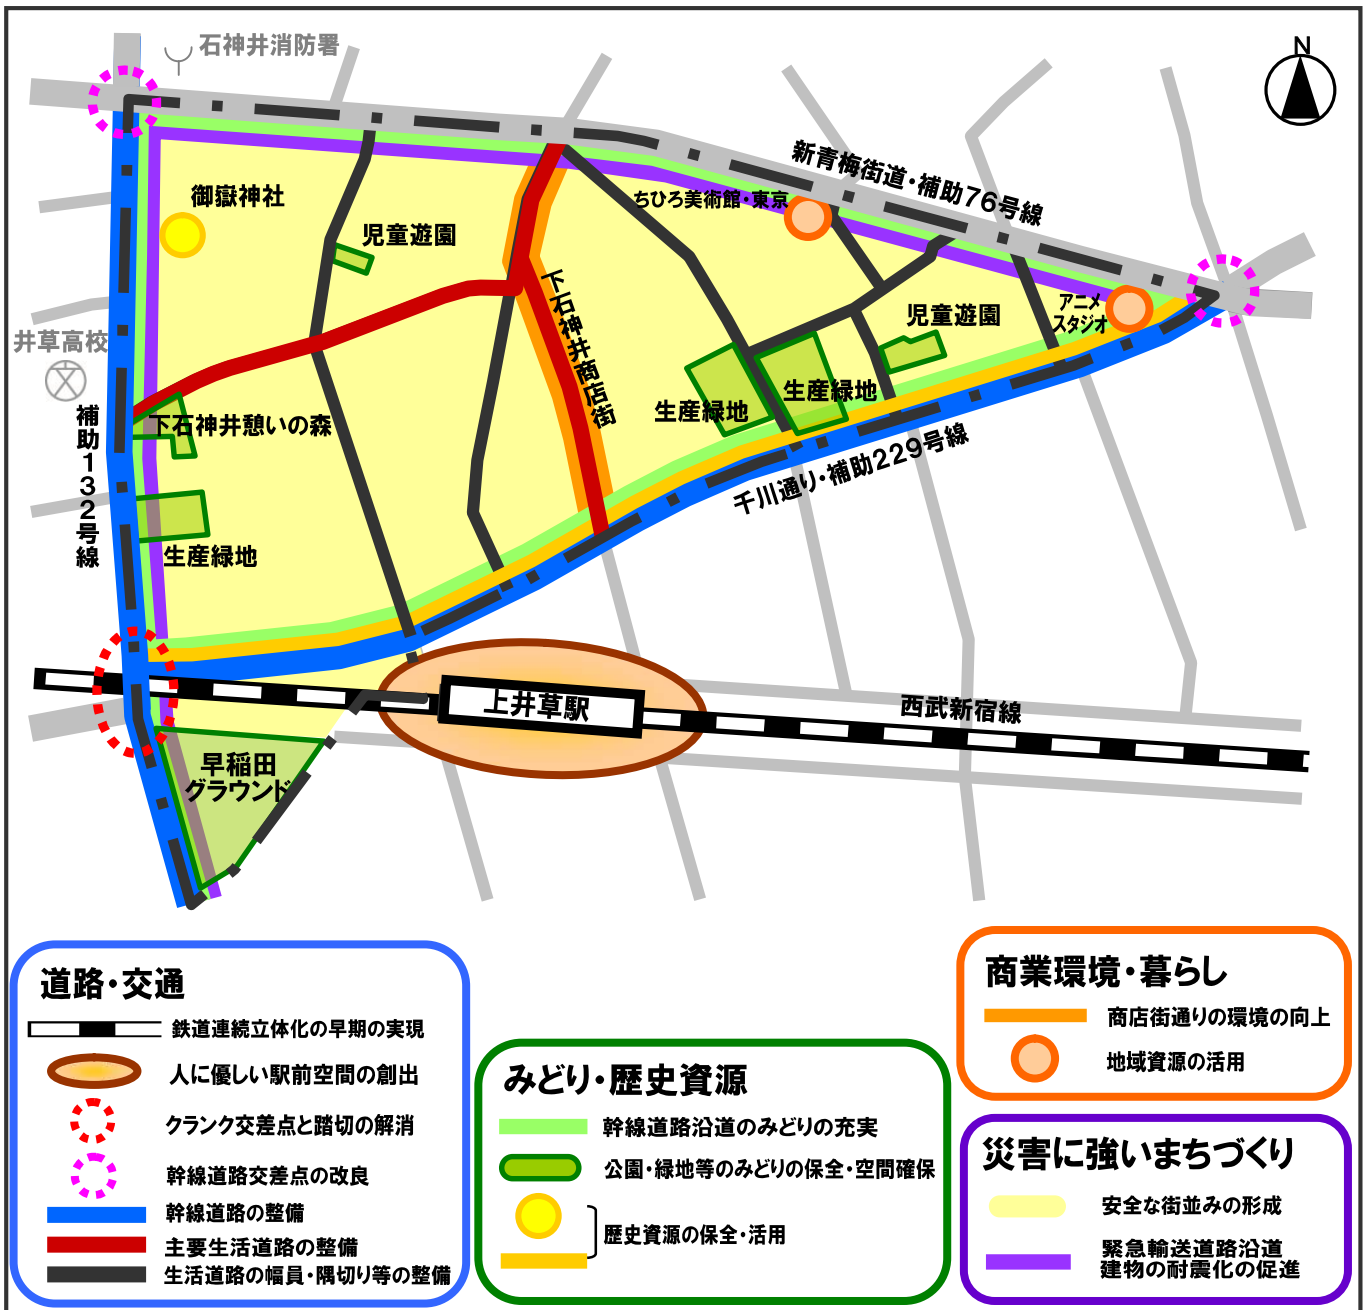 石神井消防署
N
新青梅街道・補助76号線
御嶽神社
児童遊園
ちひろ美術館・東京
下石神井商店街
アニメ
スタジオ
児童遊園
井草高校
生産緑地
生産緑地
補助132号線
下石神井憩いの森
千川通り・補助229号線
生産緑地
上井草駅
西武新宿線
早稲田
グラウンド
道路・交通
鉄道連続立体化の早期の実現
人に優しい駅前空間の創出
クランク交差点と踏切の解消
幹線道路交差点の改良
幹線道路の整備
主要生活道路の整備
生活道路の幅員・隅切り等の整備
みどり・歴史資源
幹線道路沿道のみどりの充実
公園・緑地等のみどりの保全・空間確保
歴史資源の保全・活用
商業環境・暮らし
商店街通りの環境の向上
地域資源の活用
災害に強いまちづくり
安全な街並みの形成
緊急輸送道路沿道
建物の耐震化の促進